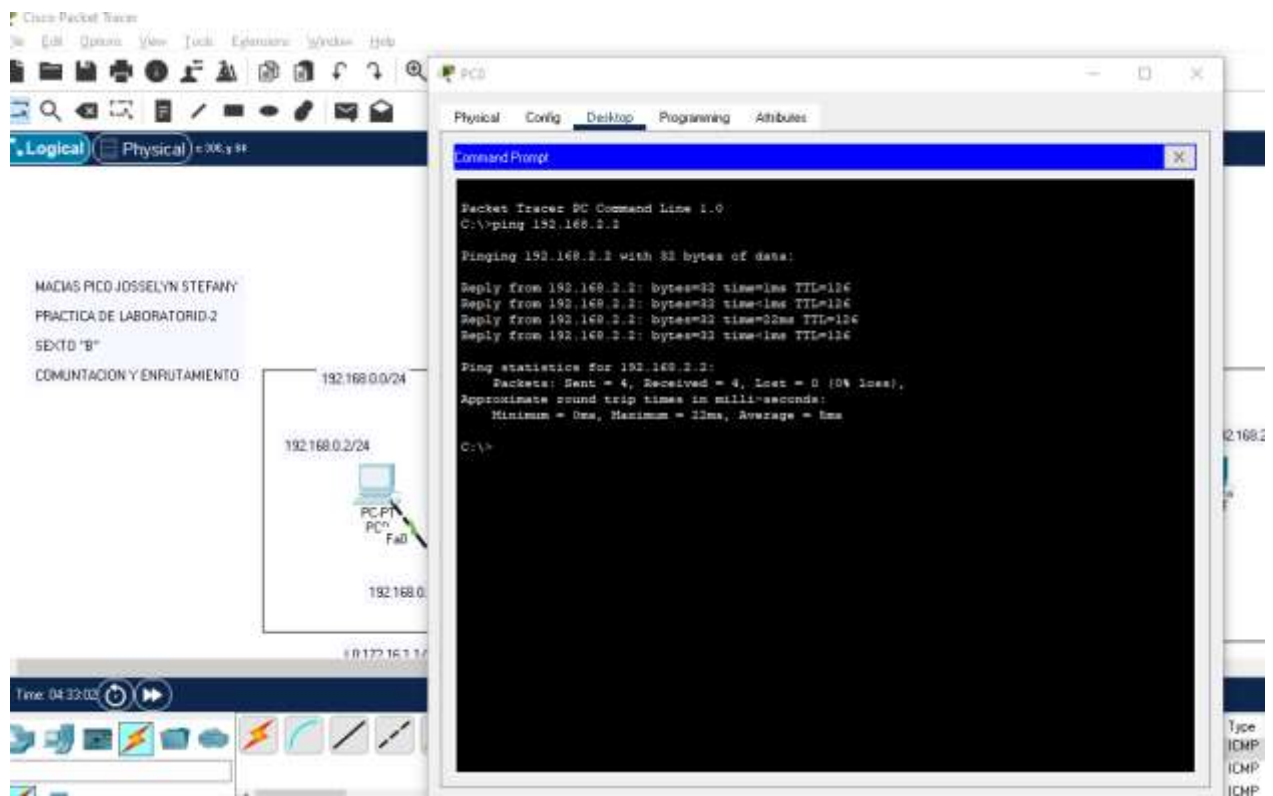 Cisco Packet Tracer
Edit Options View Tools Extensions Window Help
Logical
Physical
PC0
Physical Config Desktop Programming Attributes
Command Prompt
X
Packet Tracer PC Command Line 1.0
C:\>ping 192.168.2.2
Pinging 192.168.2.2 with 32 bytes of data:
Reply from 192.168.2.2: bytes=32 time=1ms TTL=126
Reply from 192.168.2.2: bytes=32 time<1ms TTL=126
Reply from 192.168.2.2: bytes=32 time=22ms TTL=126
Reply from 192.168.2.2: bytes=32 time<1ms TTL=126
Ping statistics for 192.168.2.2:
Packets: Sent = 4, Received = 4, Lost = 0 (0% loss),
Approximate round trip times in milli-seconds:
Minimum = 0ms, Maximum = 22ms, Average =
C:\>
MACIAS PICO JOSSELYN STEFANY
PRACTICA DE LABORATORIO-2
SEXTO "B"
COMUNTACION Y ENRUTAMIENTO
192.168.0.0/24
192.168.0.2/24
PC-PT
Fa0
192.168.0.
Time: 04:33:02
Type
ICMP
ICMP
ICMP